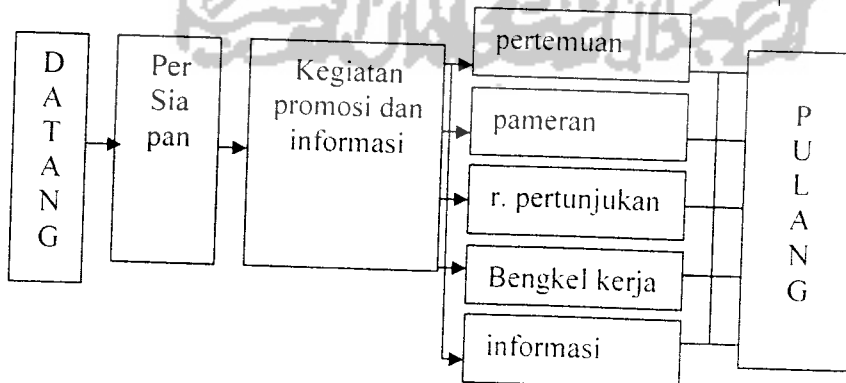 D
A
T
A
N
G
Per
Sia
pan
Kegiatan
promosi dan
informasi
pertemuan
pameran
r. pertunjukan
Bengkel kerja
informasi
P
U
L
A
N
G